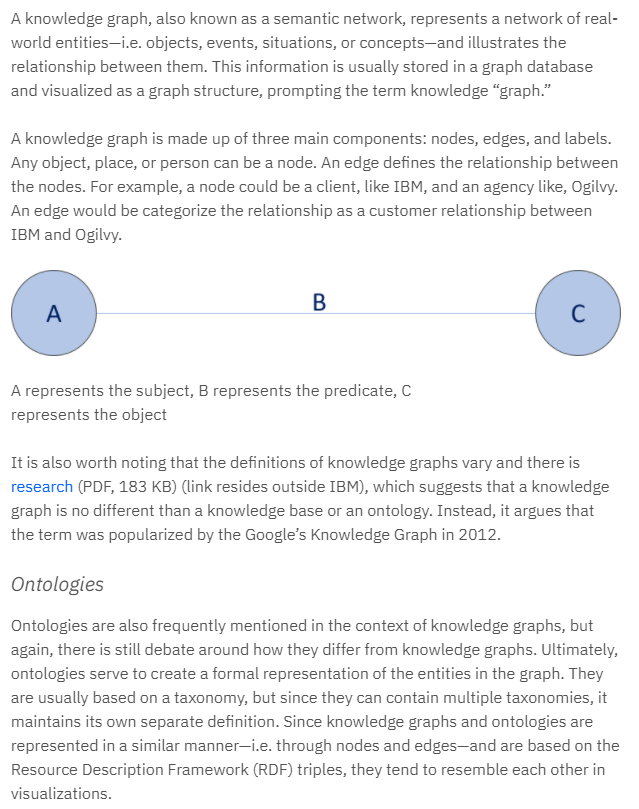 A knowledge graph, also known as a semantic network, represents a network of real-
world entities—i.e. objects, events, situations, or concepts—and illustrates the
relationship between them. This information is usually stored in a graph database
and visualized as a graph structure, prompting the term knowledge “graph.”
A knowledge graph is made up of three main components: nodes, edges, and labels.
Any object, place, or person can be a node. An edge defines the relationship between
the nodes. For example, a node could be a client, like IBM, and an agency like, Ogilvy.
An edge would be categorize the relationship as a customer relationship between
IBM and Ogilvy.
A B C
A represents the subject, B represents the predicate, C
represents the object
It is also worth noting that the definitions of knowledge graphs vary and there is
research (PDF, 183 KB) (link resides outside IBM), which suggests that a knowledge
graph is no different than a knowledge base or an ontology. Instead, it argues that
the term was popularized by the Google’s Knowledge Graph in 2012.
Ontologies
Ontologies are also frequently mentioned in the context of knowledge graphs, but
again, there is still debate around how they differ from knowledge graphs. Ultimately,
ontologies serve to create a formal representation of the entities in the graph. They
are usually based on a taxonomy, but since they can contain multiple taxonomies, it
maintains its own separate definition. Since knowledge graphs and ontologies are
represented in a similar manner—i.e. through nodes and edges—and are based on the
Resource Description Framework (RDF) triples, they tend to resemble each other in
visualizations.